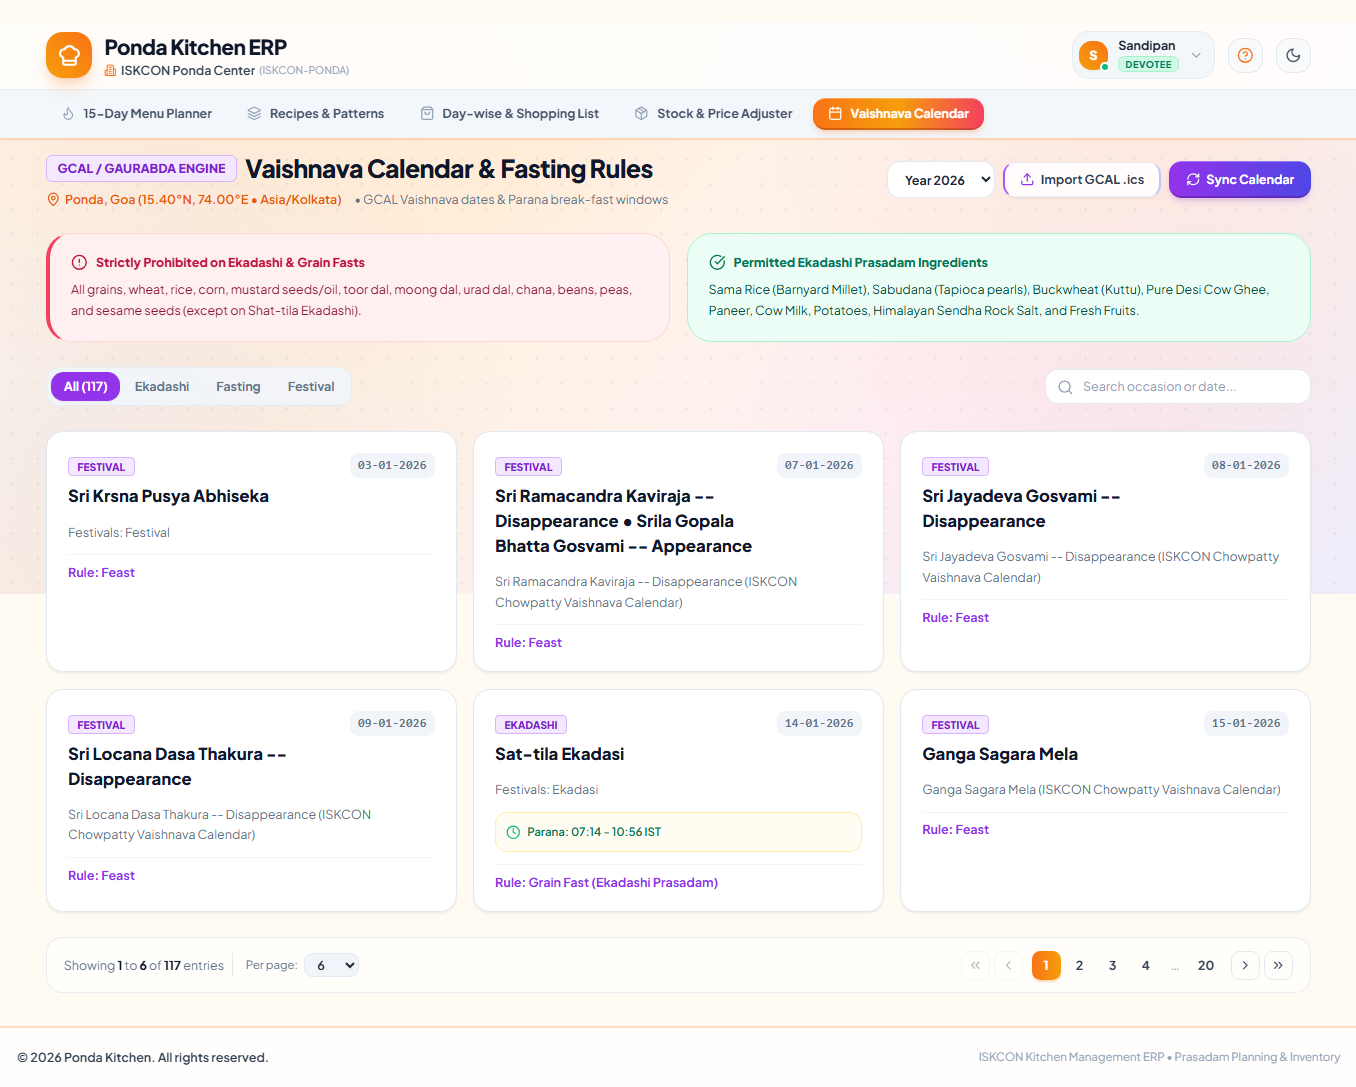 Ponda Kitchen ERP
ISKCON Ponda Center (ISKCON-PONDA)
S
Sandipan
DEVOTEE
15-Day Menu Planner
Recipes & Patterns
Day-wise & Shopping List
Stock & Price Adjuster
Vaishnava Calendar
GCAL / GAURABDA ENGINE
Vaishnava Calendar & Fasting Rules
Ponda, Goa (15.40°N, 74.00°E • Asia/Kolkata)
• GCAL Vaishnava dates & Parana break-fast windows
Year 2026
Import GCAL .ics
Sync Calendar
Strictly Prohibited on Ekadashi & Grain Fasts
All grains, wheat, rice, corn, mustard seeds/oil, toor dal, moong dal, urad dal, chana, beans, peas,
and sesame seeds (except on Shat-tila Ekadashi).
Permitted Ekadashi Prasadam Ingredients
Sama Rice (Barnyard Millet), Sabudana (Tapioca pearls), Buckwheat (Kuttu), Pure Desi Cow Ghee,
Paneer, Cow Milk, Potatoes, Himalayan Sendha Rock Salt, and Fresh Fruits.
All (117)
Ekadashi
Fasting
Festival
Search occasion or date...
FESTIVAL
03-01-2026
Sri Krsna Pusya Abhiseka
Festivals: Festival
Rule: Feast
FESTIVAL
07-01-2026
Sri Ramacandra Kaviraja --
Disappearance ● Srila Gopala
Bhatta Gosvami -- Appearance
Sri Ramacandra Kaviraja -- Disappearance (ISKCON
Chowpatty Vaishnava Calendar)
Rule: Feast
FESTIVAL
08-01-2026
Sri Jayadeva Gosvami --
Disappearance
Sri Jayadeva Gosvami -- Disappearance (ISKCON Chowpatty
Vaishnava Calendar)
Rule: Feast
FESTIVAL
09-01-2026
Sri Locana Dasa Thakura --
Disappearance
Sri Locana Dasa Thakura -- Disappearance (ISKCON
Chowpatty Vaishnava Calendar)
Rule: Feast
EKADASHI
14-01-2026
Sat-tila Ekadasi
Festivals: Ekadasi
Parana: 07:14 - 10:56 IST
Rule: Grain Fast (Ekadashi Prasadam)
FESTIVAL
15-01-2026
Ganga Sagara Mela
Ganga Sagara Mela (ISKCON Chowpatty Vaishnava Calendar)
Rule: Feast
Showing 1 to 6 of 117 entries
Per page: 6
1 2 3 4 ... 20
© 2026 Ponda Kitchen. All rights reserved.
ISKCON Kitchen Management ERP • Prasadam Planning & Inventory